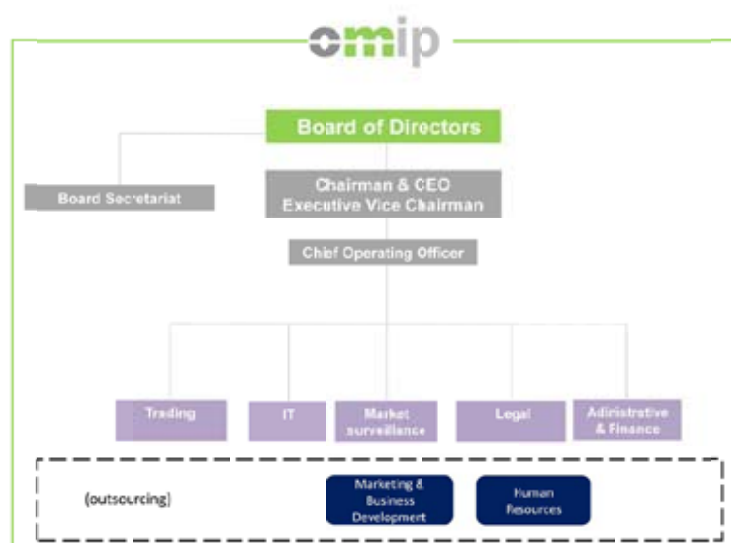 omip
Board of Directors
Board Secretariat
Chairman & CEO
Executive Vice Chairman
Chief Operating Officer
Trading
IT
Market
surveillance
Legal
Adiristrative
& Finance
(outsourcing)
Marketing &
Business
Development
Human
Resources